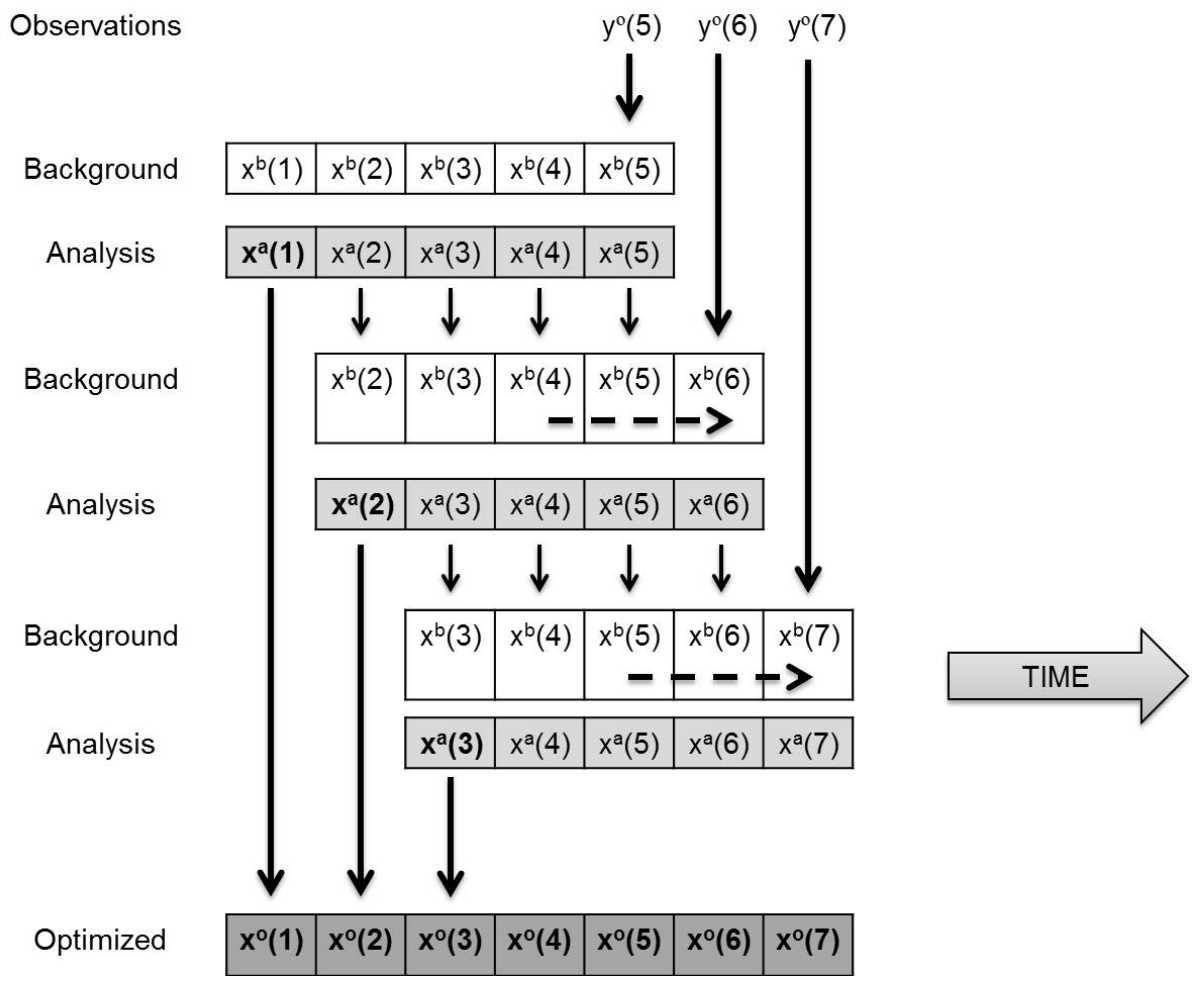 Observations yᵒ(5) yᵒ(6) yᵒ(7)
Background xᵇ(1) xᵇ(2) xᵇ(3) xᵇ(4) xᵇ(5)
Analysis xᵃ(1) xᵃ(2) xᵃ(3) xᵃ(4) xᵃ(5)
Background xᵇ(2) xᵇ(3) xᵇ(4) xᵇ(5) xᵇ(6)
Analysis xᵃ(2) xᵃ(3) xᵃ(4) xᵃ(5) xᵃ(6)
Background xᵇ(3) xᵇ(4) xᵇ(5) xᵇ(6) xᵇ(7)
TIME
Analysis xᵃ(3) xᵃ(4) xᵃ(5) xᵃ(6) xᵃ(7)
Optimized xᵒ(1) xᵒ(2) xᵒ(3) xᵒ(4) xᵒ(5) xᵒ(6) xᵒ(7)